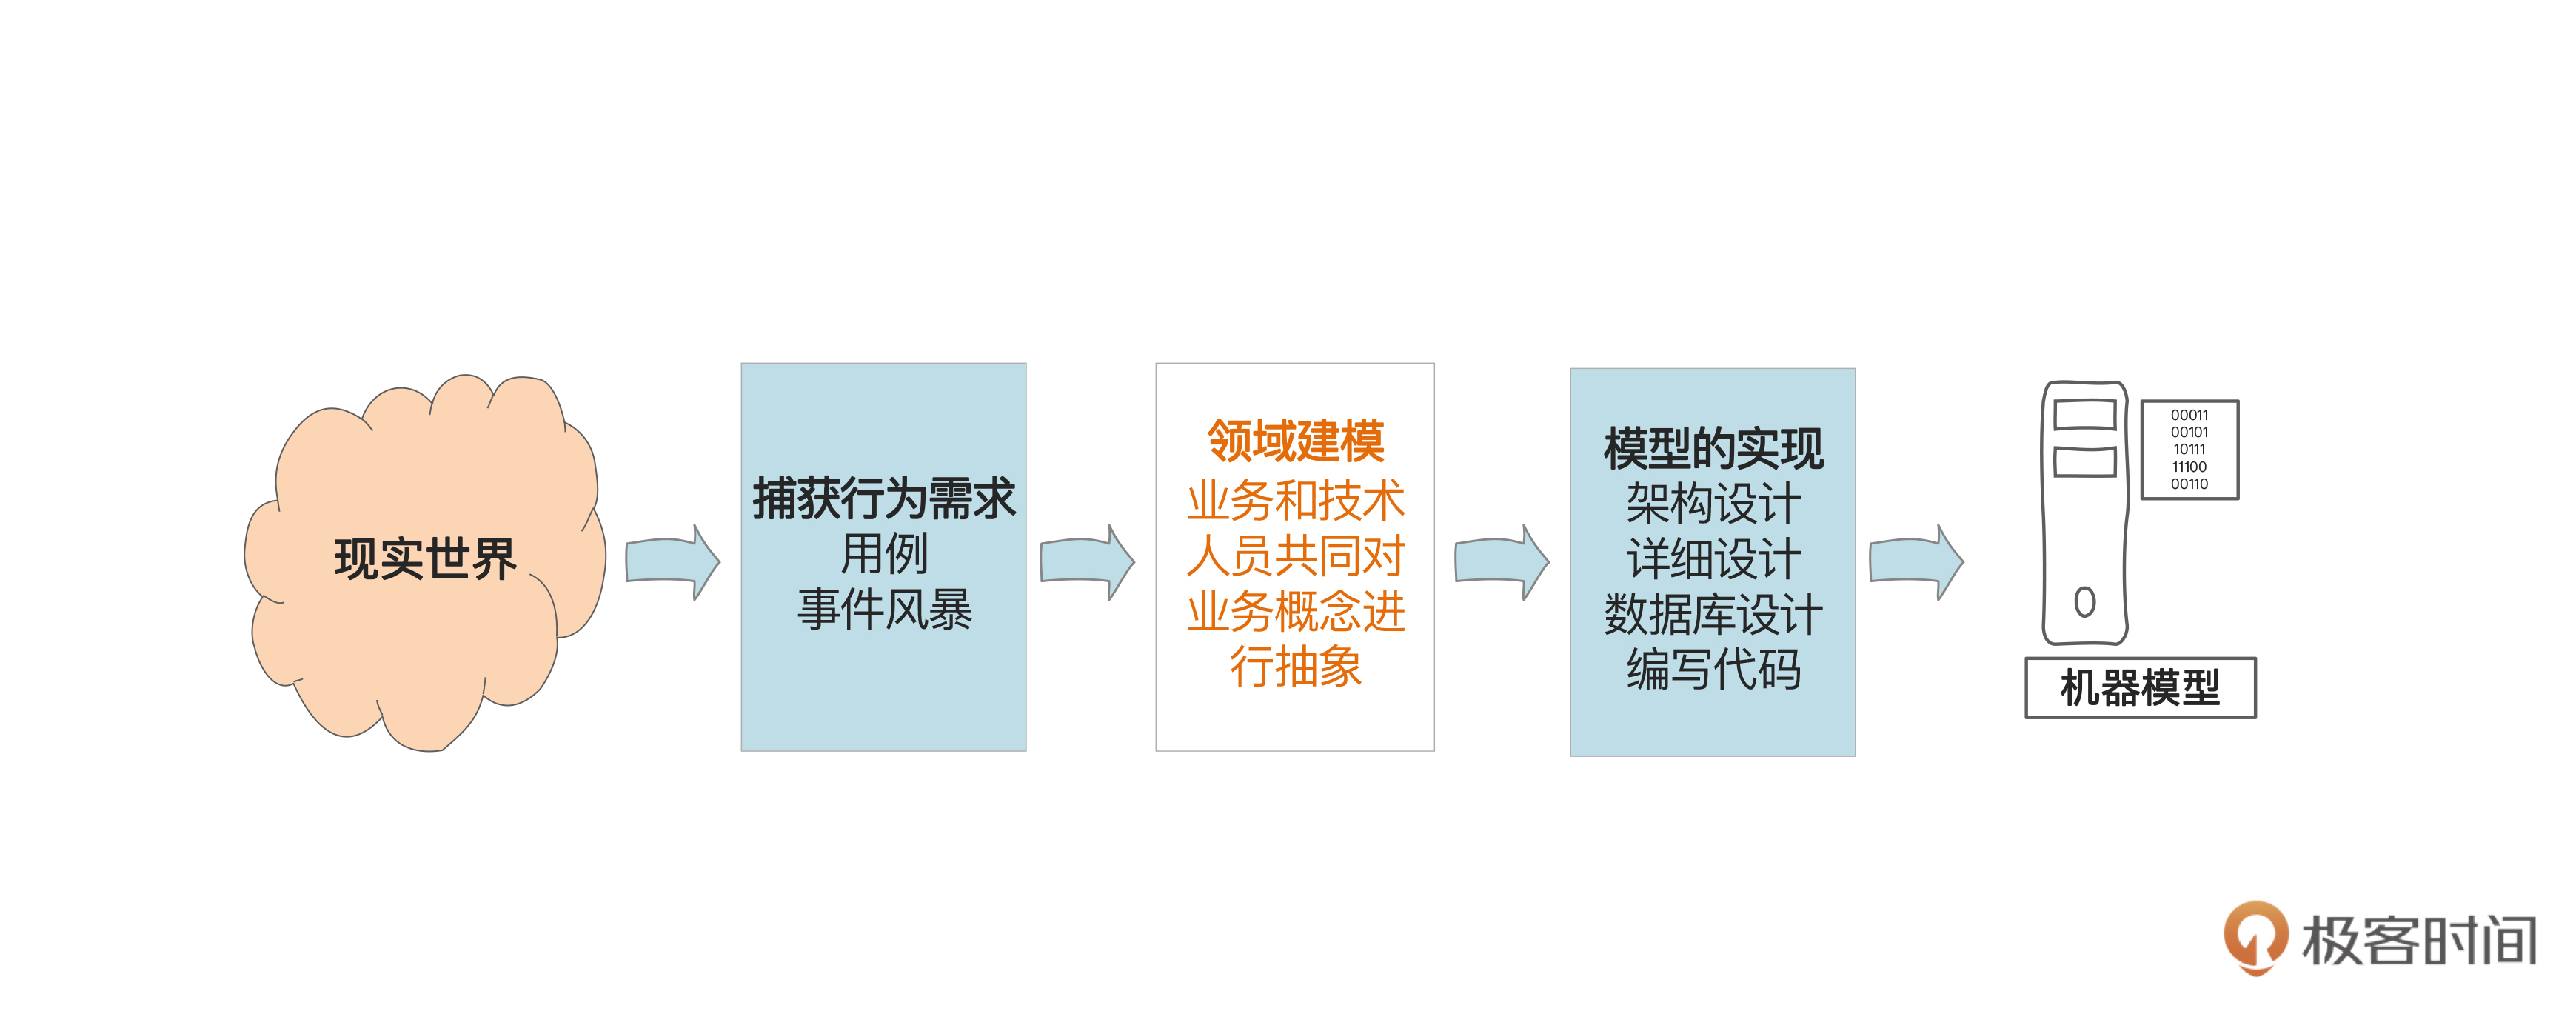 现实世界
捕获行为需求
用例
事件风暴
领域建模
业务和技术
人员共同对
业务概念进
行抽象
模型的实现
架构设计
详细设计
数据库设计
编写代码
00011
00101
10111
11100
00110
机器模型
极客时间